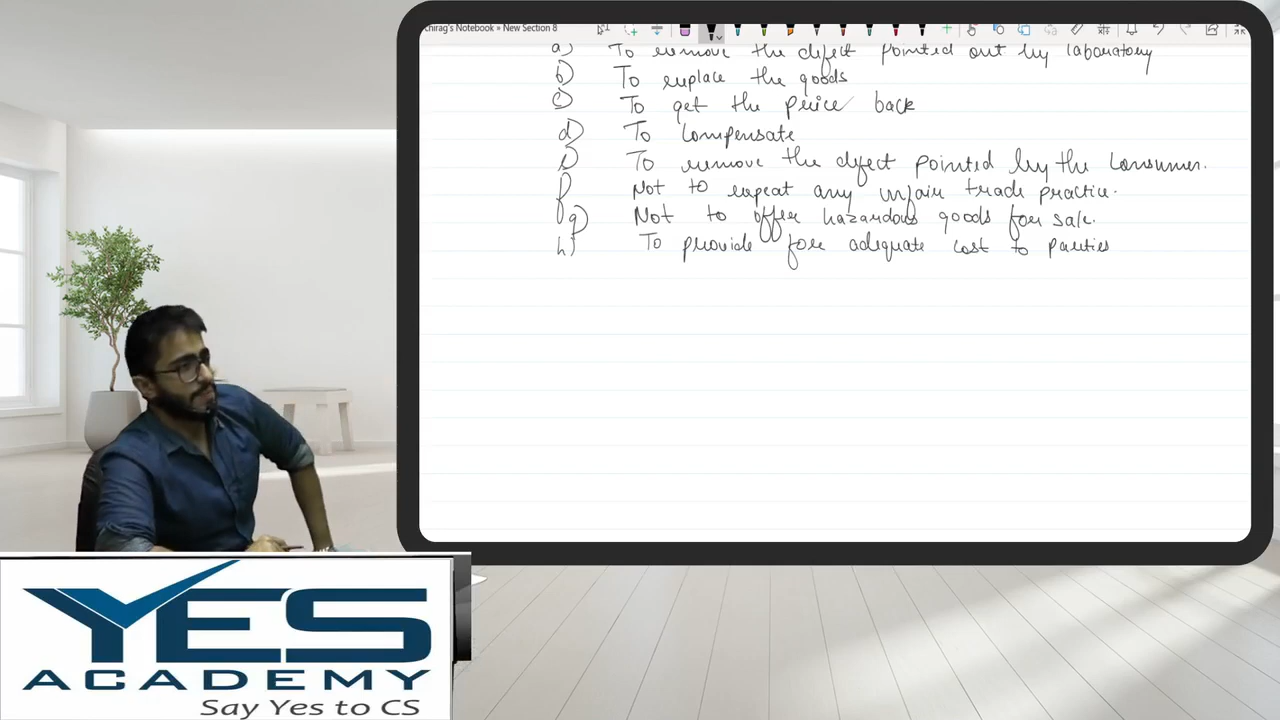 Chirag's Notebook » New Section 8
a) To remove the defect pointed out by laboratory
b) To replace the goods
c) To get the price back
d) To compensate
e) To remove the defect pointed by the consumer.
f Not to repeat any unfair trade practice.
g) Not to offer hazardous goods for sale.
h) To provide for adequate cost to parties
YES
ACADEMY
Say Yes to CS